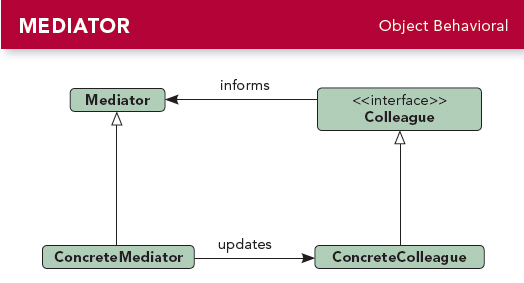 MEDIATOR
Object Behavioral
informs
Mediator
<<interface>>
Colleague
updates
ConcreteMediator
ConcreteColleague